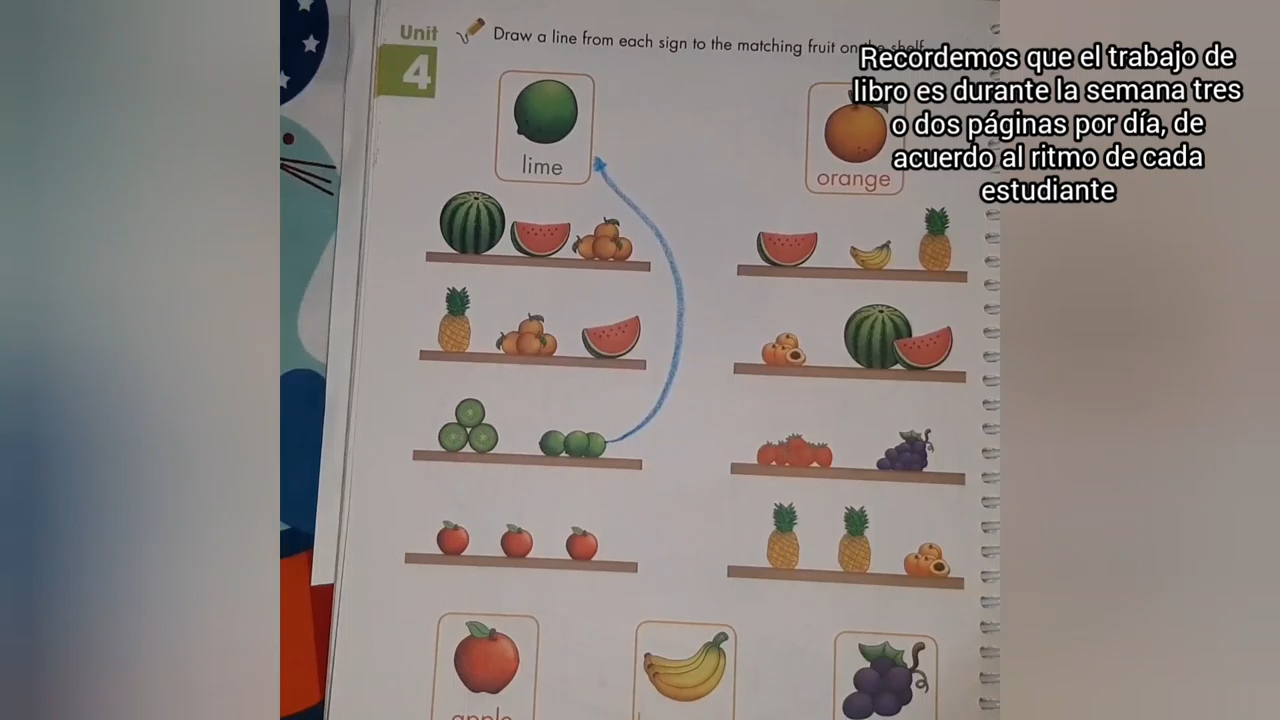 Unit
4
Draw a line from each sign to the matching fruit on the shelf.
Recordemos que el trabajo de
libro es durante la semana tres
o dos páginas por día, de
acuerdo al ritmo de cada
estudiante
lime
orange
apple